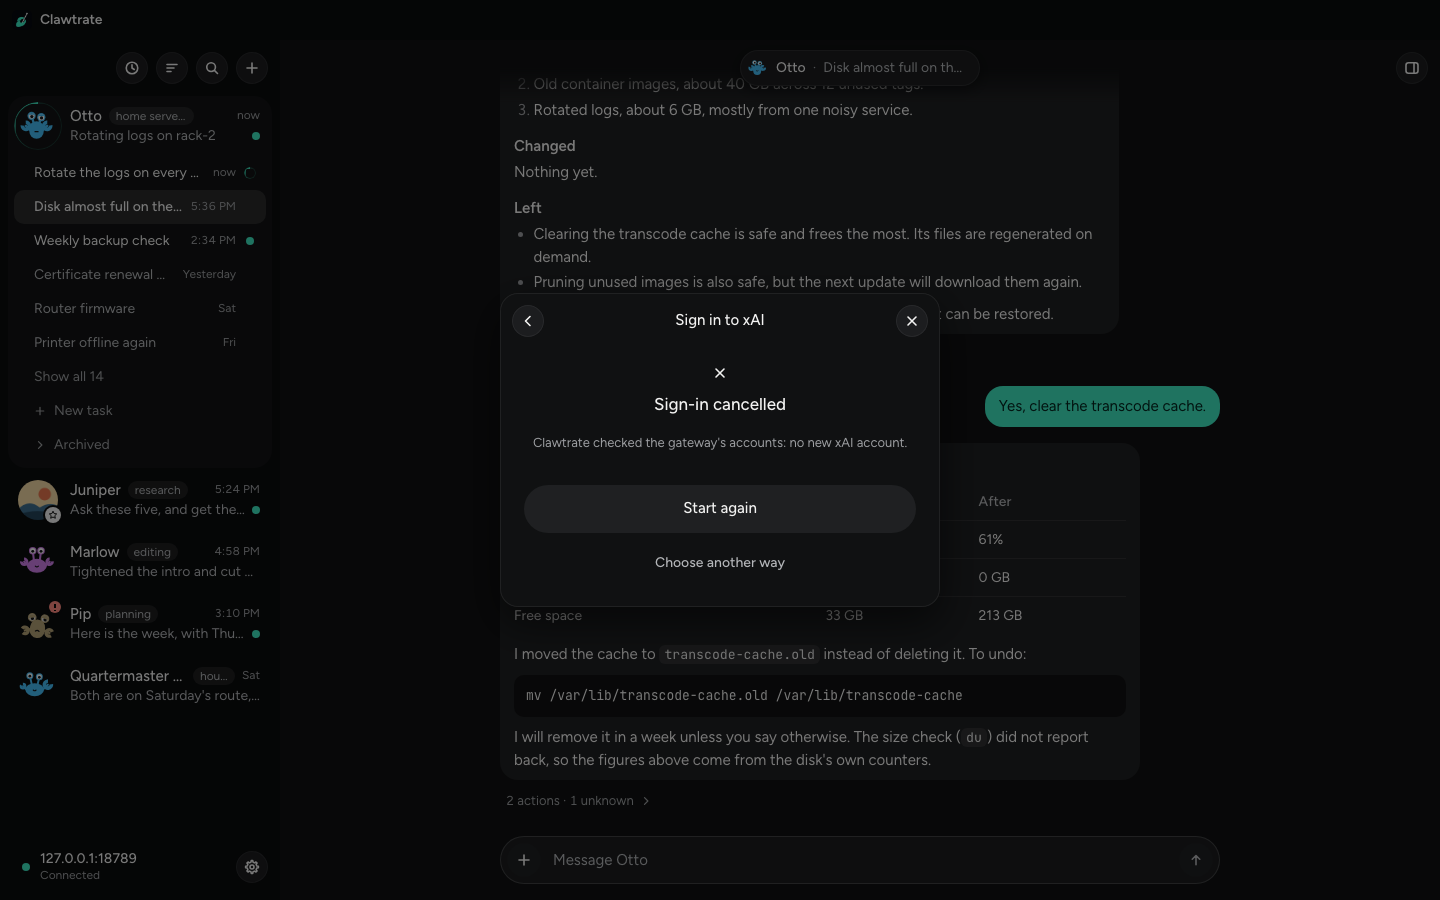 Clawtrate
Otto
home serve...
now
Rotating logs on rack-2
Rotate the logs on every ...
now
Disk almost full on the...
5:36 PM
Weekly backup check
2:34 PM
Certificate renewal ...
Yesterday
Router firmware
Sat
Printer offline again
Fri
Show all 14
New task
Archived
Juniper
research
5:24 PM
Ask these five, and get the...
Marlow
editing
4:58 PM
Tightened the intro and cut ...
Pip
planning
3:10 PM
Here is the week, with Thu...
Quartermaster ...
hou...
Sat
Both are on Saturday's route,...
127.0.0.1:18789
Connected
Otto · Disk almost full on th...
2. Old container images, about 40 GB across 12 unused tags.
3. Rotated logs, about 6 GB, mostly from one noisy service.
Changed
Nothing yet.
Left
• Clearing the transcode cache is safe and frees the most. Its files are regenerated on
demand.
• Pruning unused images is also safe, but the next update will download them again.
can be restored.
Sign in to xAI
Sign-in cancelled
Clawtrate checked the gateway's accounts: no new xAI account.
Start again
Choose another way
Yes, clear the transcode cache.
After
61%
0 GB
Free space
33 GB
213 GB
I moved the cache to transcode-cache.old instead of deleting it. To undo:
mv /var/lib/transcode-cache.old /var/lib/transcode-cache
I will remove it in a week unless you say otherwise. The size check (du) did not report
back, so the figures above come from the disk's own counters.
2 actions · 1 unknown
Message Otto